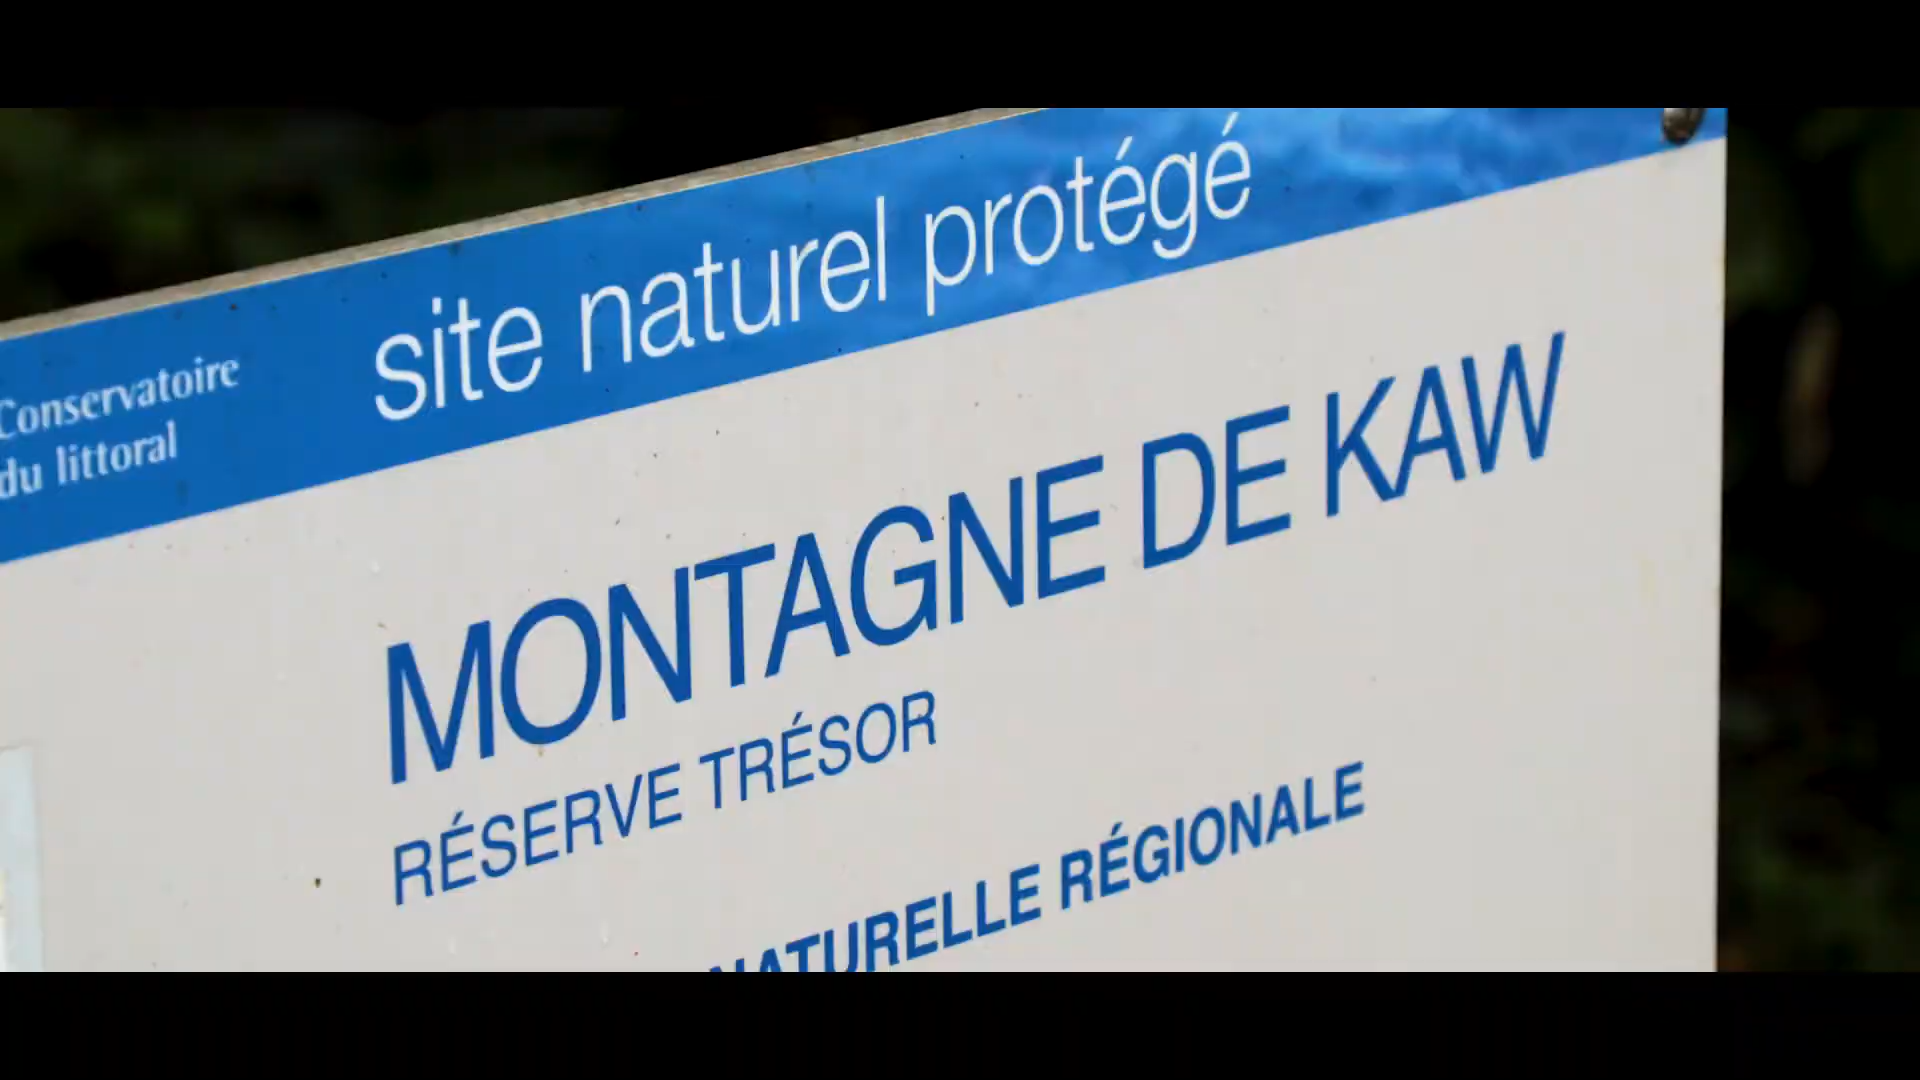 Conservatoire
du littoral
site naturel protégé
MONTAGNE DE KAW
RÉSERVE TRÉSOR
NATURELLE RÉGIONALE